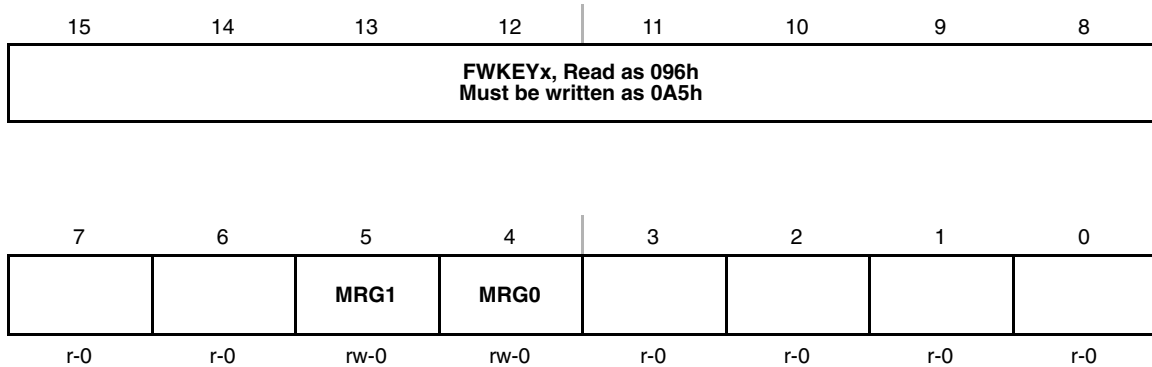 15 14 13 12 11 10 9 8
FWKEYx, Read as 096h
Must be written as 0A5h
7 6 5 4 3 2 1 0
MRG1 MRG0
r-0 r-0 rw-0 rw-0 r-0 r-0 r-0 r-0